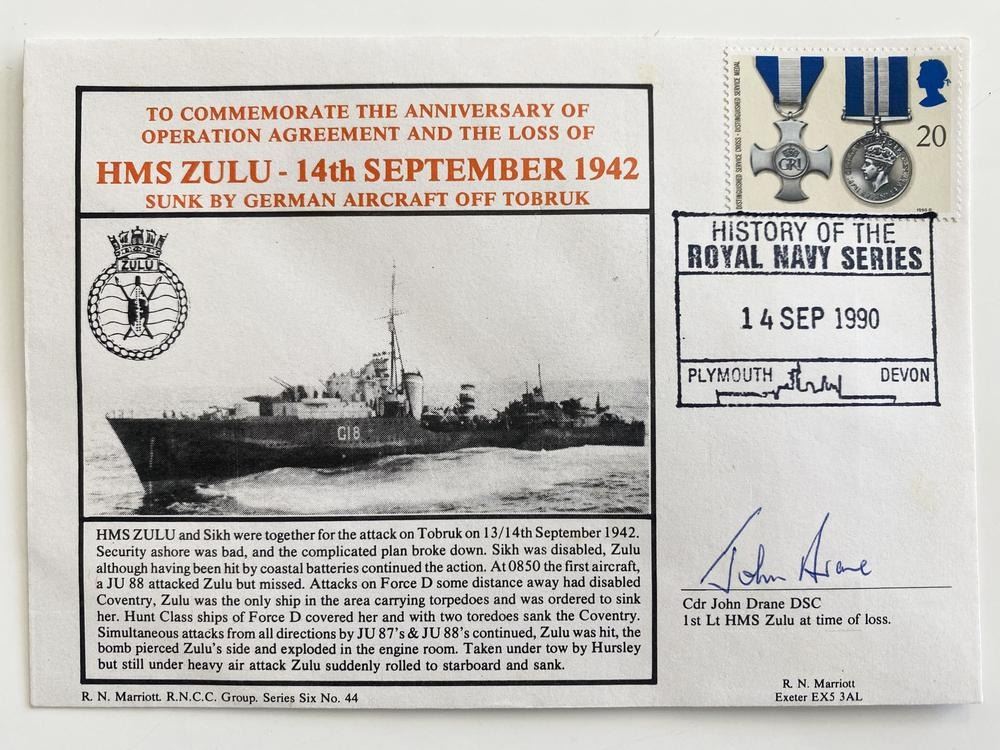 TO COMMEMORATE THE ANNIVERSARY OF
OPERATION AGREEMENT AND THE LOSS OF
HMS ZULU - 14th SEPTEMBER 1942
SUNK BY GERMAN AIRCRAFT OFF TOBRUK
ZULU
G18
HMS ZULU and Sikh were together for the attack on Tobruk on 13/14th September 1942.
Security ashore was bad, and the complicated plan broke down. Sikh was disabled, Zulu
although having been hit by coastal batteries continued the action. At 0850 the first aircraft,
a JU 88 attacked Zulu but missed. Attacks on Force D some distance away had disabled
Coventry, Zulu was the only ship in the area carrying torpedoes and was ordered to sink
her. Hunt Class ships of Force D covered her and with two toredoes sank the Coventry.
Simultaneous attacks from all directions by JU 87's & JU 88's continued, Zulu was hit, the
bomb pierced Zulu's side and exploded in the engine room. Taken under tow by Hursley
but still under heavy air attack Zulu suddenly rolled to starboard and sank.
R. N. Marriott. R.N.C.C. Group. Series Six No. 44
DISTINGUISHED SERVICE CROSS · DISTINGUISHED SERVICE MEDAL
GRI
20
HISTORY OF THE
ROYAL NAVY SERIES
14 SEP 1990
PLYMOUTH DEVON
John Drane
Cdr John Drane DSC
1st Lt HMS Zulu at time of loss.
R. N. Marriott
Exeter EX5 3AL